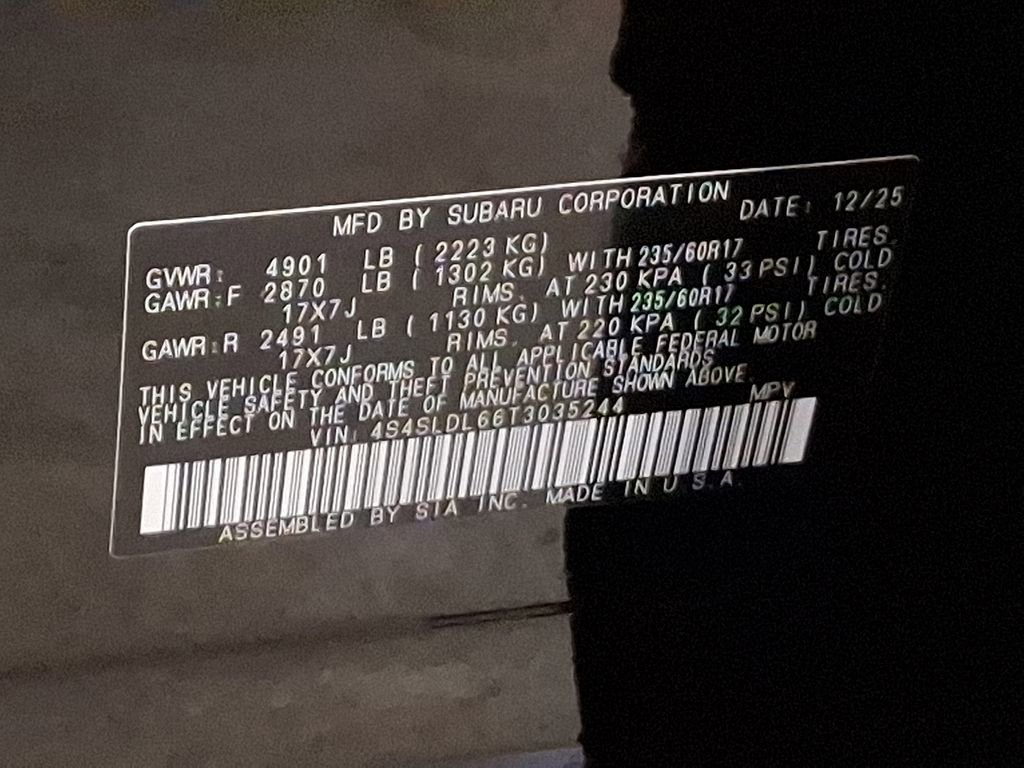 MFD BY SUBARU CORPORATION DATE: 12/25
GVWR: 4901 LB ( 2223 KG)
GAWR:F 2870 LB ( 1302 KG) WITH 235/60R17 TIRES.
17X7J RIMS. AT 230 KPA ( 33 PSI) COLD
GAWR:R 2491 LB ( 1130 KG) WITH 235/60R17 TIRES.
17X7J RIMS. AT 220 KPA ( 32 PSI) COLD
THIS VEHICLE CONFORMS TO ALL APPLICABLE FEDERAL MOTOR
VEHICLE SAFETY AND THEFT PREVENTION STANDARDS
IN EFFECT ON THE DATE OF MANUFACTURE SHOWN ABOVE.
VIN: 4S4SLDL66T3035244 MPV
ASSEMBLED BY SIA INC. MADE IN U.S.A.